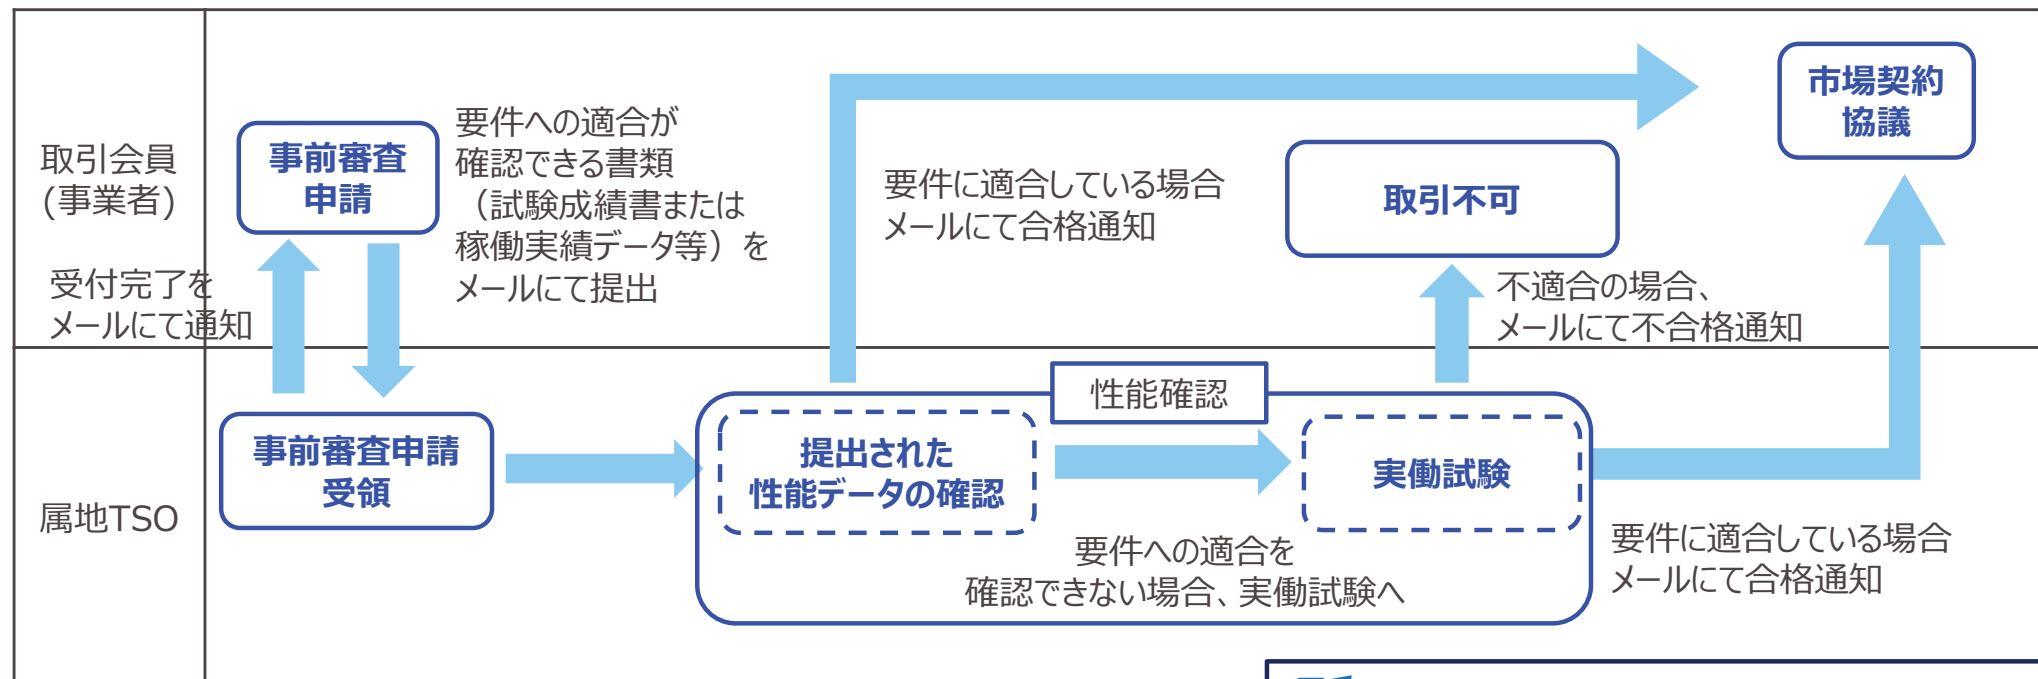 取引会員
(事業者)
事前審査
申請
要件への適合が
確認できる書類
（試験成績書または
稼働実績データ等）を
メールにて提出
受付完了を
メールにて通知
要件に適合している場合
メールにて合格通知
取引不可
市場契約
協議
不適合の場合、
メールにて不合格通知
属地TSO
事前審査申請
受領
性能確認
提出された
性能データの確認
実働試験
要件への適合を
確認できない場合、実働試験へ
要件に適合している場合
メールにて合格通知